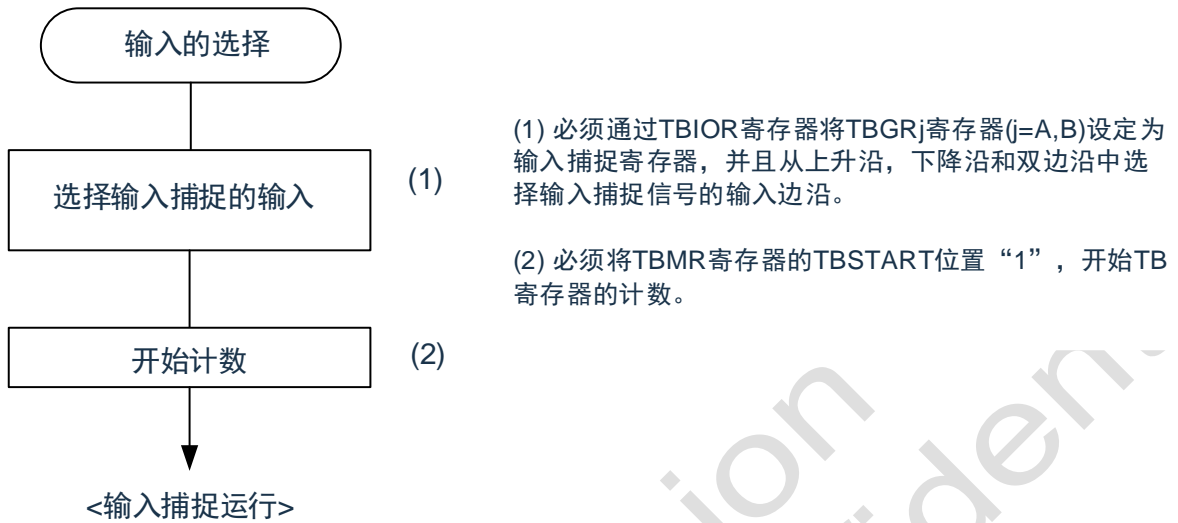 输入的选择
选择输入捕捉的输入
(1)
开始计数
(2)
<输入捕捉运行>
(1) 必须通过TBIOR寄存器将TBGRj寄存器(j=A,B)设定为
输入捕捉寄存器，并且从上升沿，下降沿和双边沿中选
择输入捕捉信号的输入边沿。
(2) 必须将TBMR寄存器的TBSTART位置“1”，开始TB
寄存器的计数。